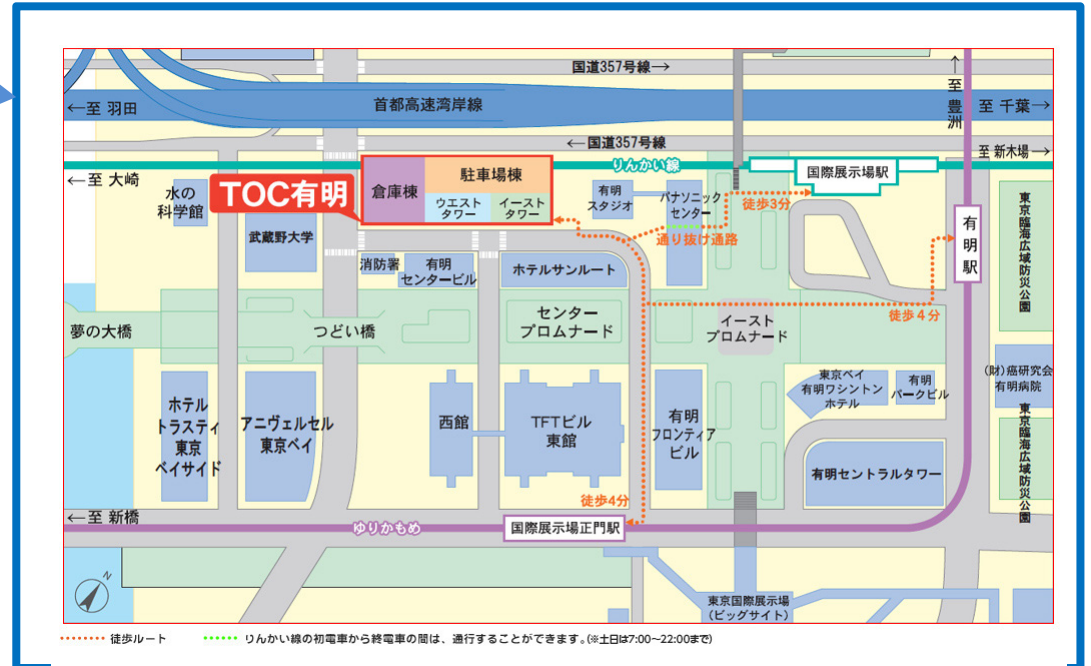 国道357号線→
↑
至
豊
洲
←至 羽田
首都高速湾岸線
至 千葉→
←国道357号線
至 新木場→
りんかい線
←至 大崎
水の
科学館
TOC有明
倉庫棟
駐車場棟
ウエスト
タワー
イースト
タワー
有明
スタジオ
パナソニック
センター
国際展示場駅
徒歩3分
通り抜け通路
有明駅
東京臨海広域防災公園
武蔵野大学
消防署
有明
センタービル
ホテルサンルート
徒歩4分
夢の大橋
つどい橋
センター
プロムナード
イースト
プロムナード
(財)癌研究会
有明病院
東京ベイ
有明ワシントン
ホテル
有明
パークビル
ホテル
トラスティ
東京
ベイサイド
アニヴェルセル
東京ベイ
西館
TFTビル
東館
有明
フロンティア
ビル
有明セントラルタワー
東京臨海広域防災公園
徒歩4分
←至 新橋
ゆりかもめ
国際展示場正門駅
N
東京国際展示場
(ビッグサイト)
徒歩ルート
りんかい線の初電車から終電車の間は、通行することができます。(※土日は7:00～22:00まで)